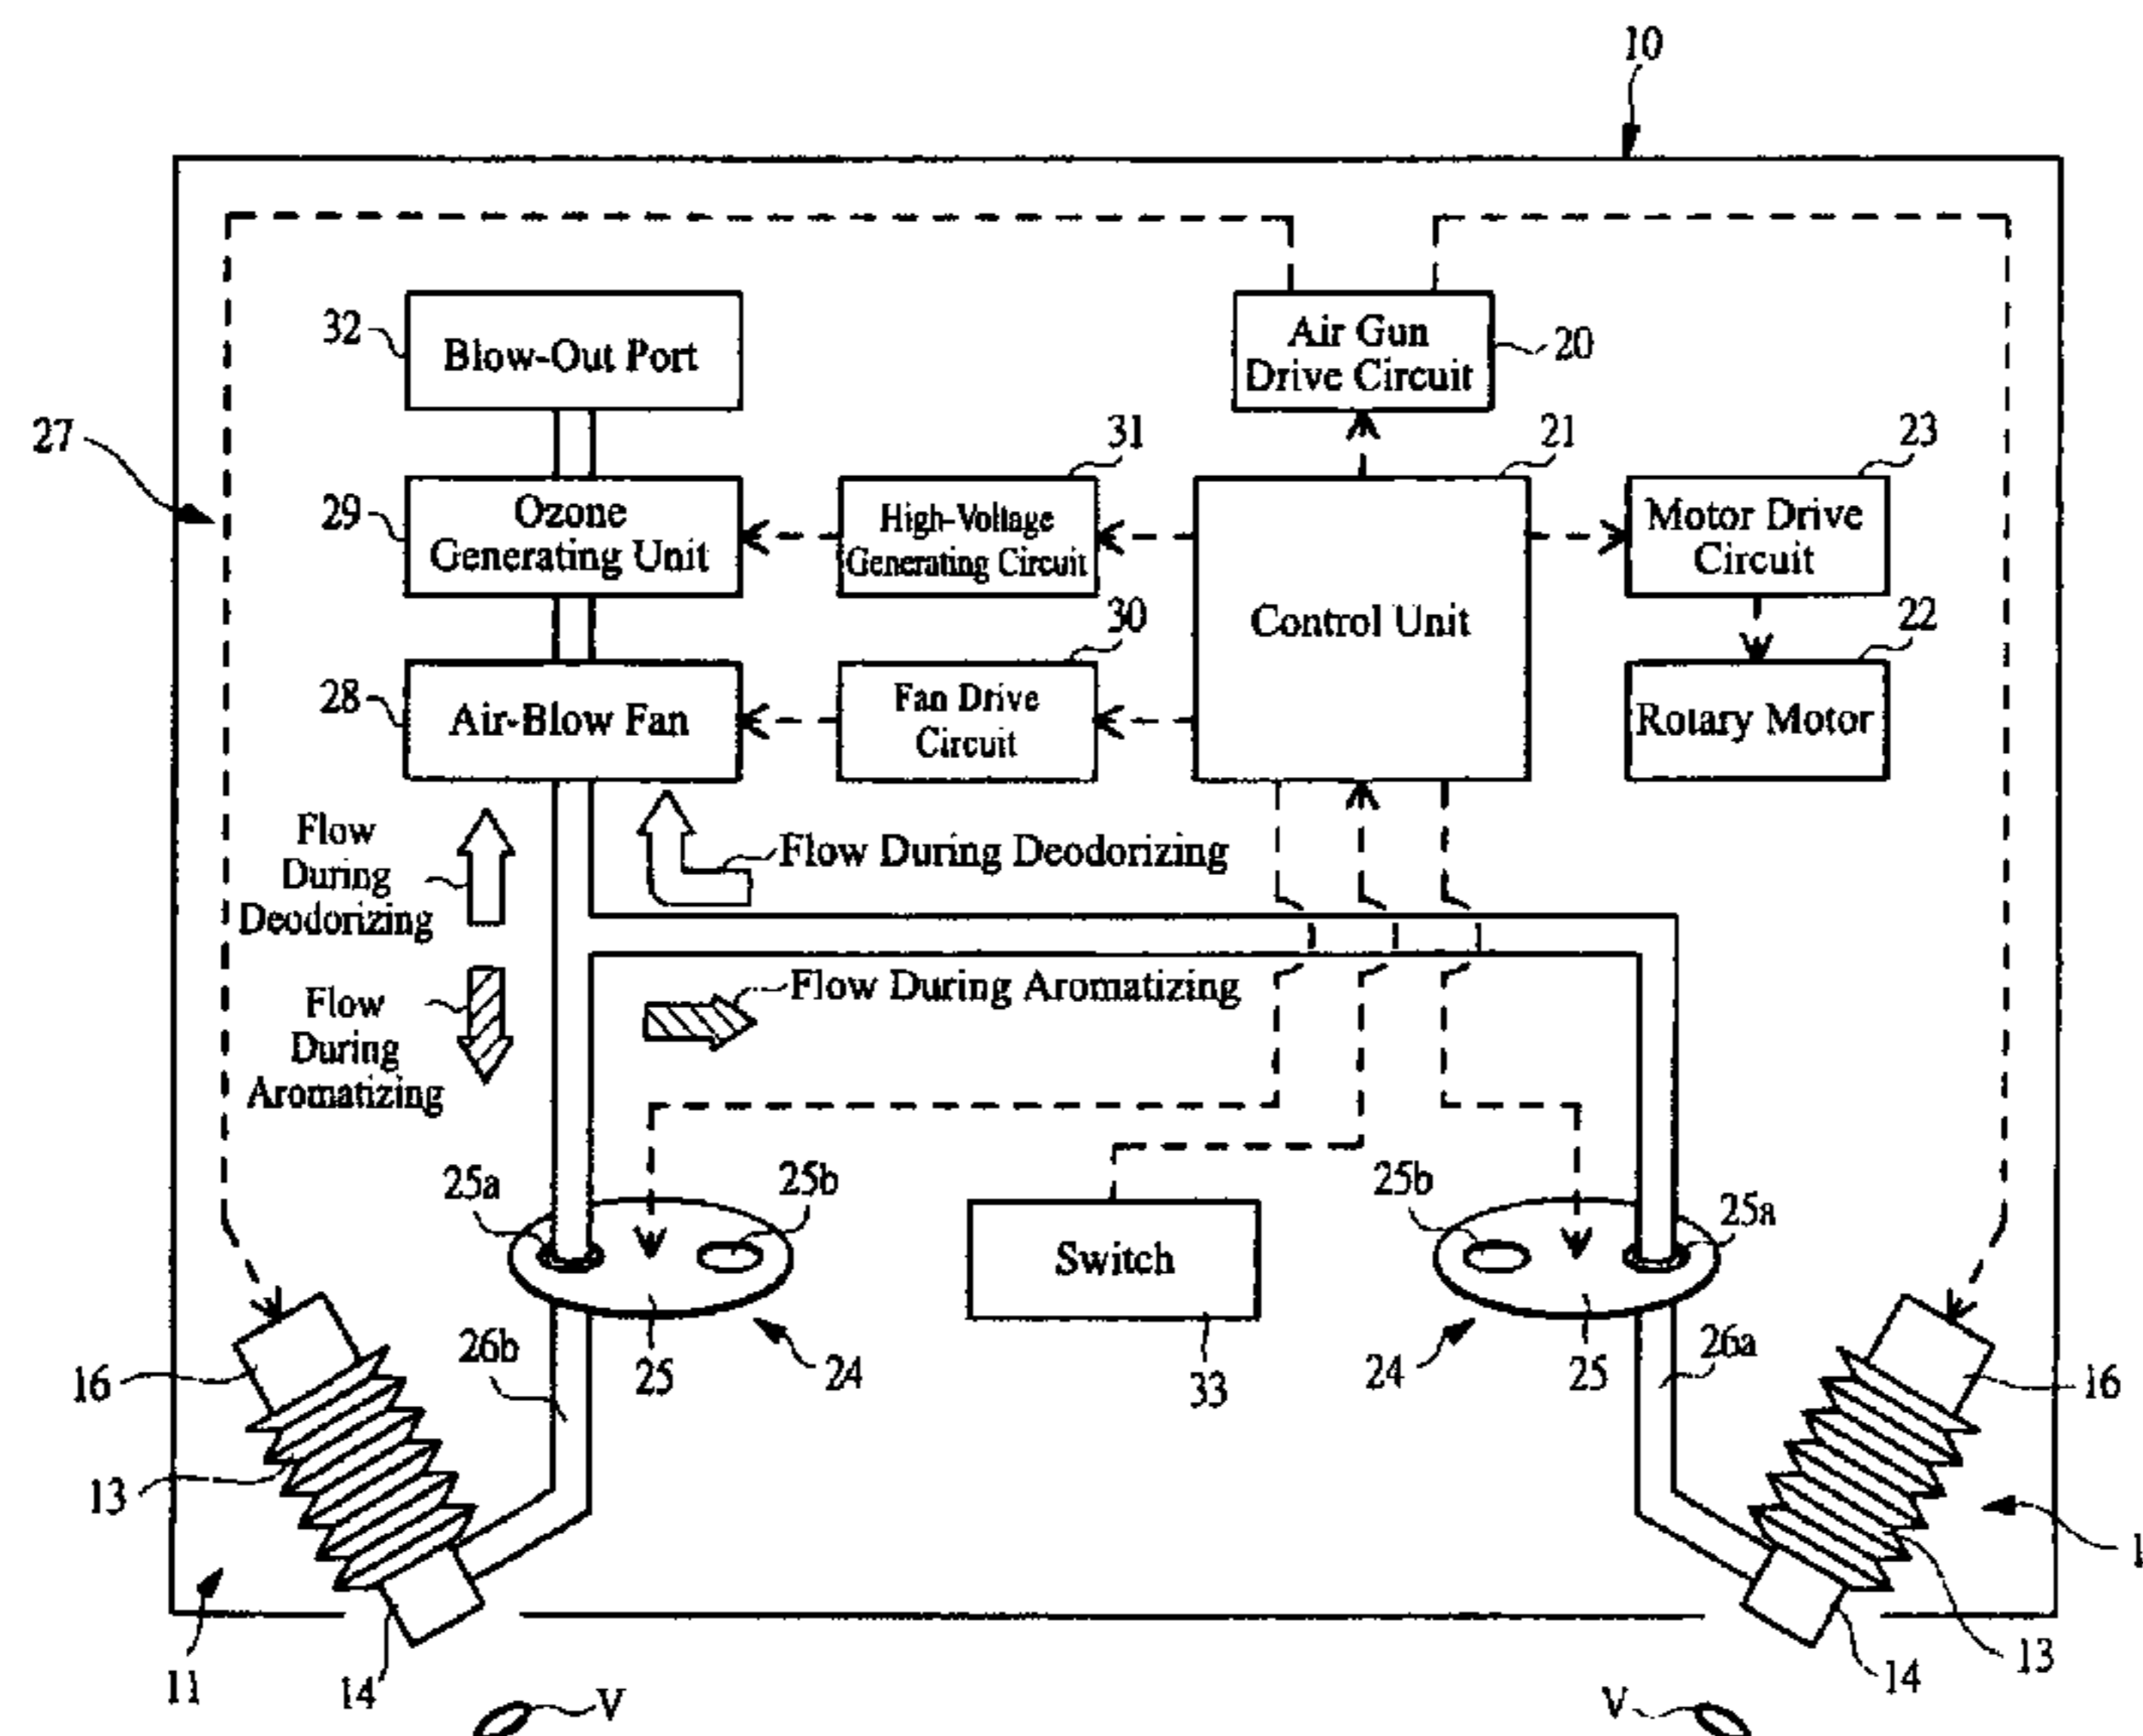 10
32
Blow-Out Port
Air Gun
Drive Circuit
20
27
31
21
23
29
Ozone
Generating Unit
High-Voltage
Generating Circuit
Control Unit
Motor Drive
Circuit
30
22
28
Air-Blow Fan
Fan Drive
Circuit
Rotary Motor
Flow
During
Deodorizing
Flow During Deodorizing
Flow
During
Aromatizing
Flow During Aromatizing
25a
25b
25b
25a
Switch
26b
25
24
33
24
25
26a
16
16
13
1
11
14
14
13
V
V